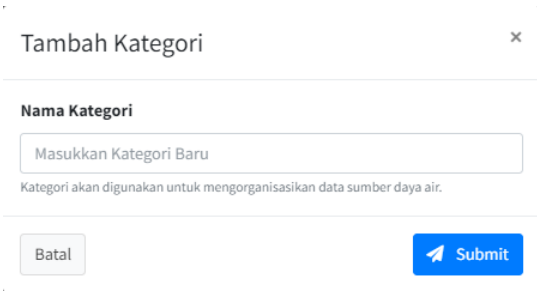 Tambah Kategori ×
Nama Kategori
Masukkan Kategori Baru
Kategori akan digunakan untuk mengorganisasikan data sumber daya air.
Batal Submit